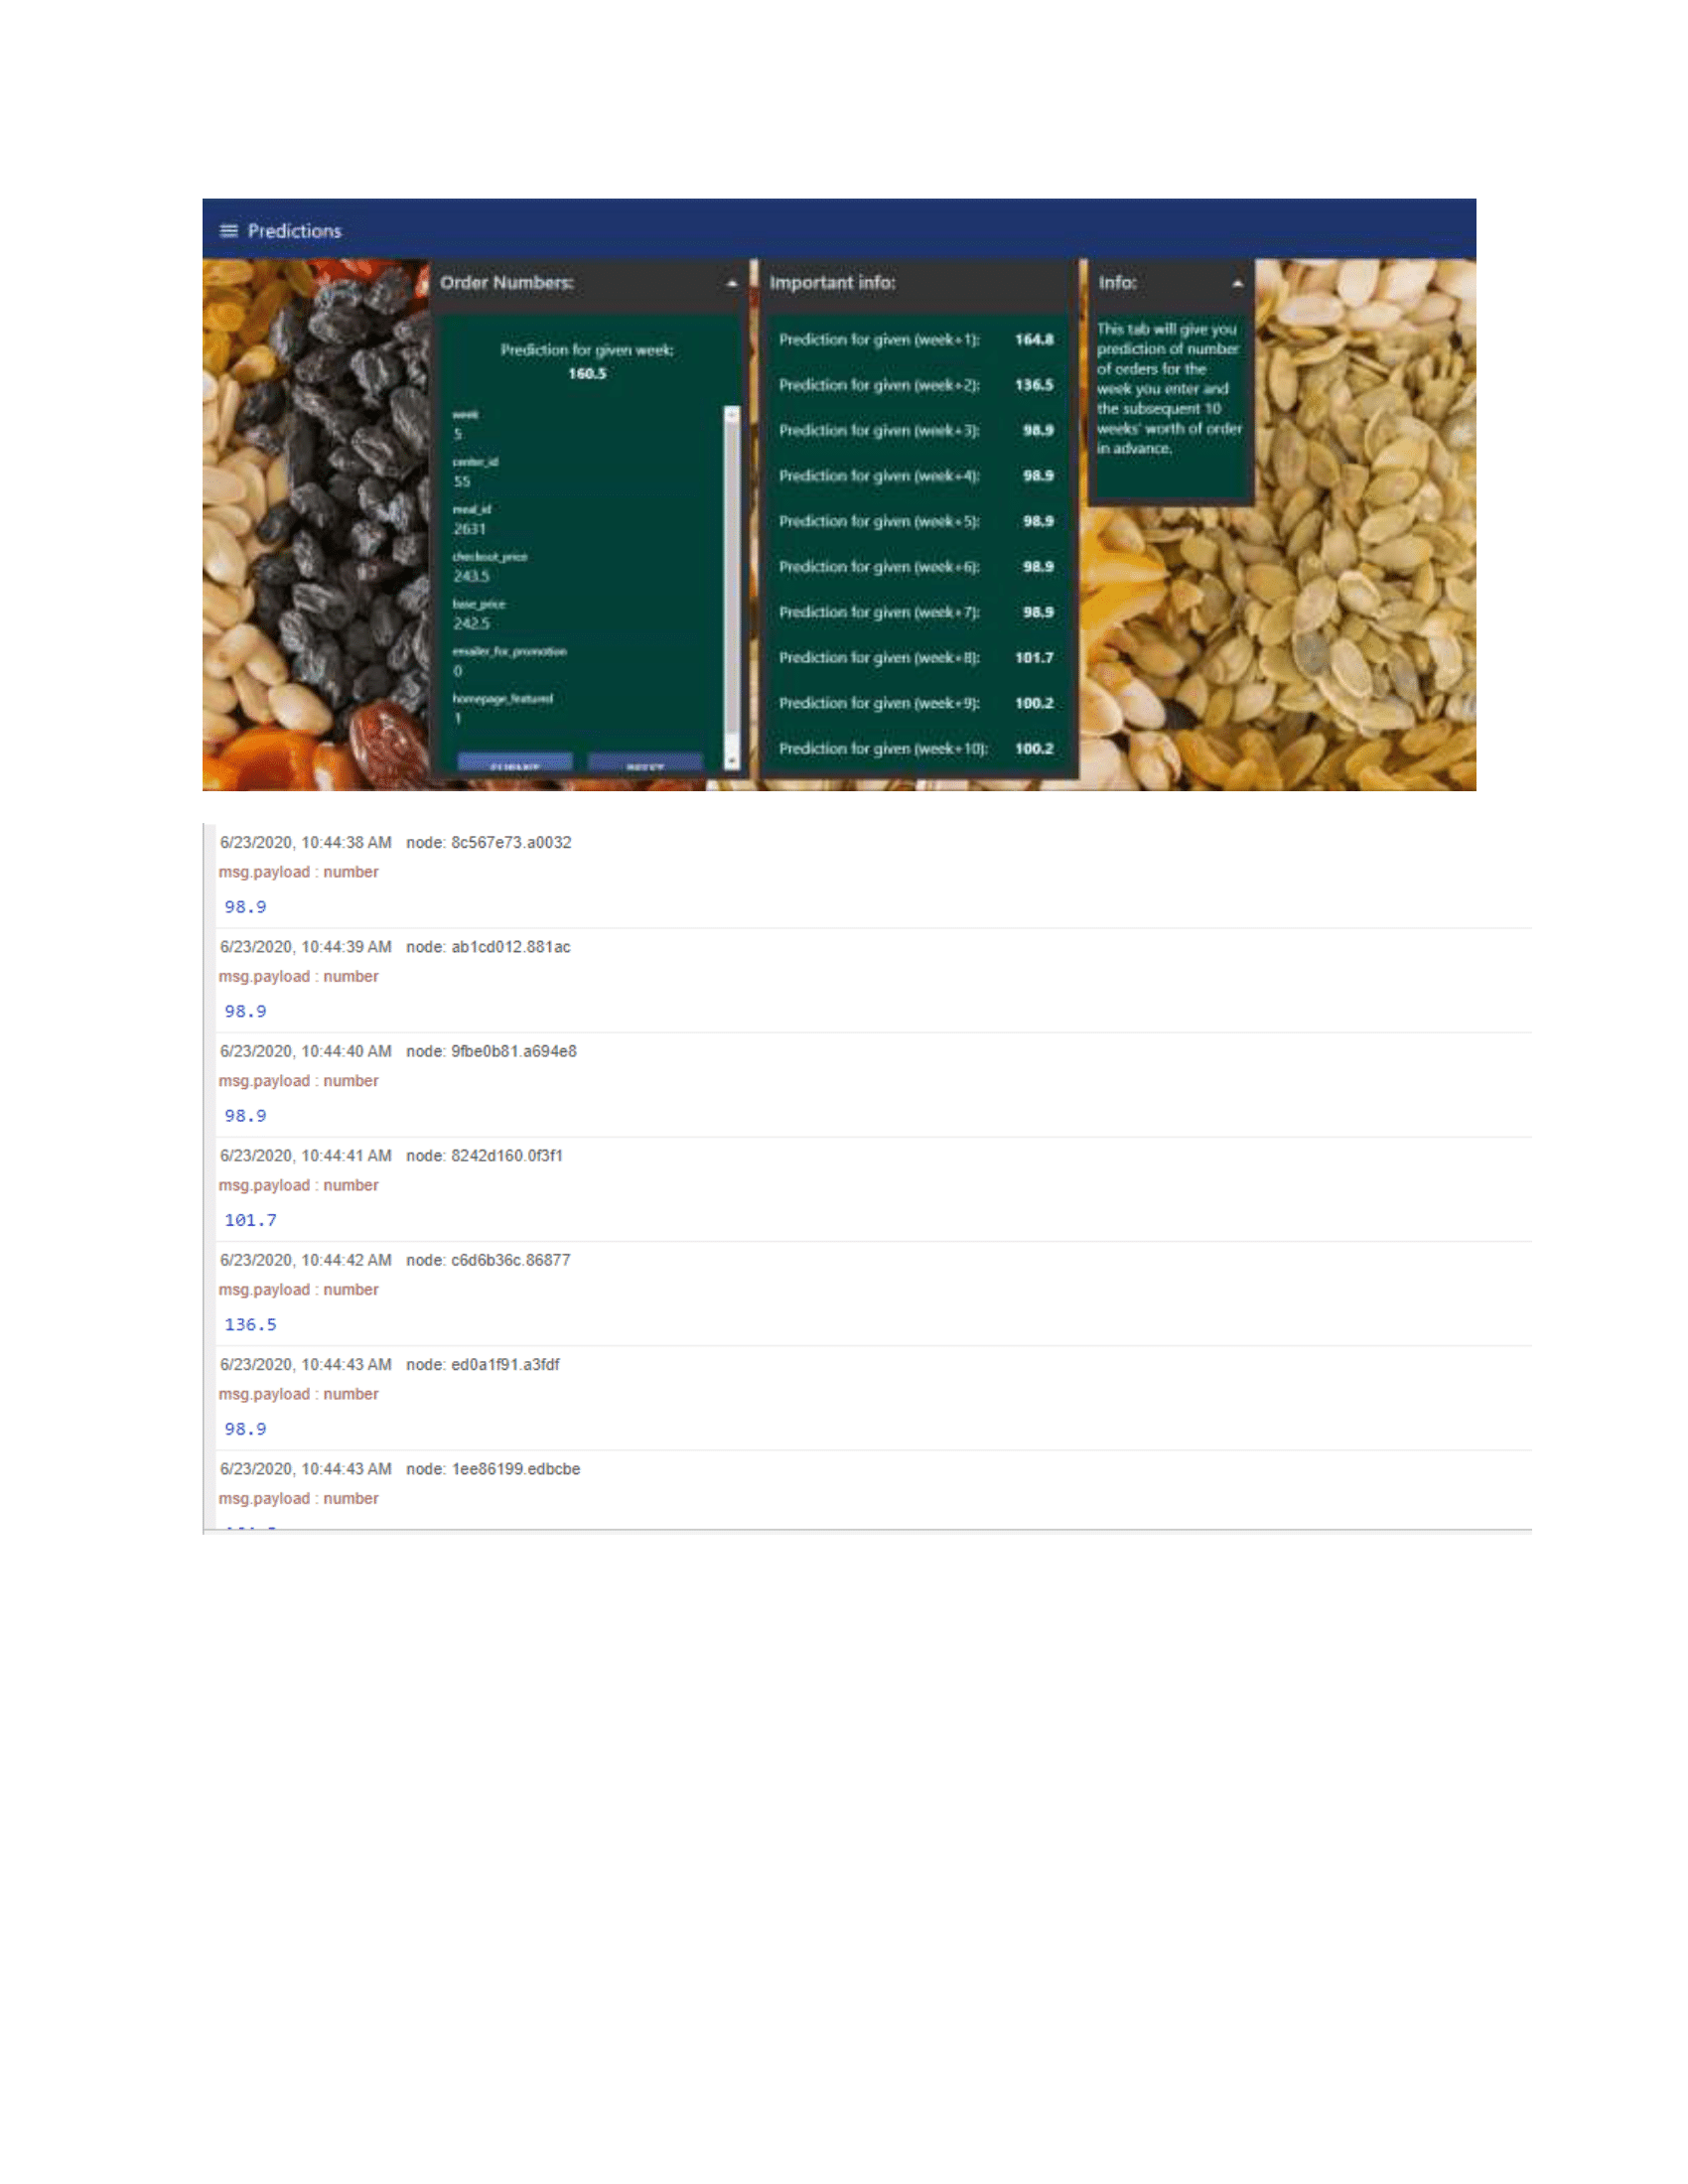 Predictions
Order Numbers:
Prediction for given week:
160.5
week
5
center_id
55
meal_id
2631
checkout_price
243.5
base_price
242.5
emailer_for_promotion
0
homepage_featured
1
Important info:
Prediction for given (week+1): 164.8
Prediction for given (week+2): 136.5
Prediction for given (week+3): 98.9
Prediction for given (week+4): 98.9
Prediction for given (week+5): 98.9
Prediction for given (week+6): 98.9
Prediction for given (week+7): 98.9
Prediction for given (week+8): 101.7
Prediction for given (week+9): 100.2
Prediction for given (week+10): 100.2
Info:
This tab will give you
prediction of number
of orders for the
week you enter and
the subsequent 10
weeks' worth of order
in advance.
6/23/2020, 10:44:38 AM node: 8c567e73.a0032
msg.payload : number
98.9
6/23/2020, 10:44:39 AM node: ab1cd012.881ac
msg.payload : number
98.9
6/23/2020, 10:44:40 AM node: 9fbe0b81.a694e8
msg.payload : number
98.9
6/23/2020, 10:44:41 AM node: 8242d160.0f3f1
msg.payload : number
101.7
6/23/2020, 10:44:42 AM node: c6d6b36c.86877
msg.payload : number
136.5
6/23/2020, 10:44:43 AM node: ed0a1f91.a3fdf
msg.payload : number
98.9
6/23/2020, 10:44:43 AM node: 1ee86199.edbcbe
msg.payload : number